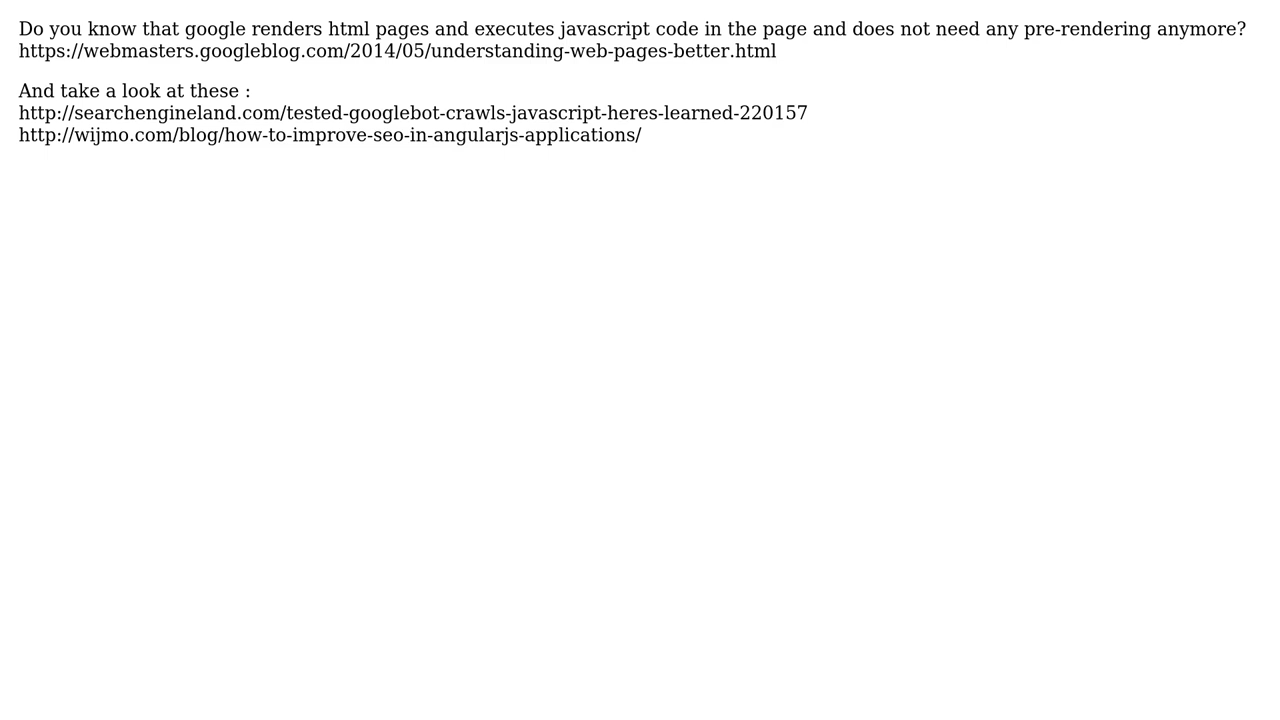 Do you know that google renders html pages and executes javascript code in the page and does not need any pre-rendering anymore?
https://webmasters.googleblog.com/2014/05/understanding-web-pages-better.html
And take a look at these :
http://searchengineland.com/tested-googlebot-crawls-javascript-heres-learned-220157
http://wijmo.com/blog/how-to-improve-seo-in-angularjs-applications/